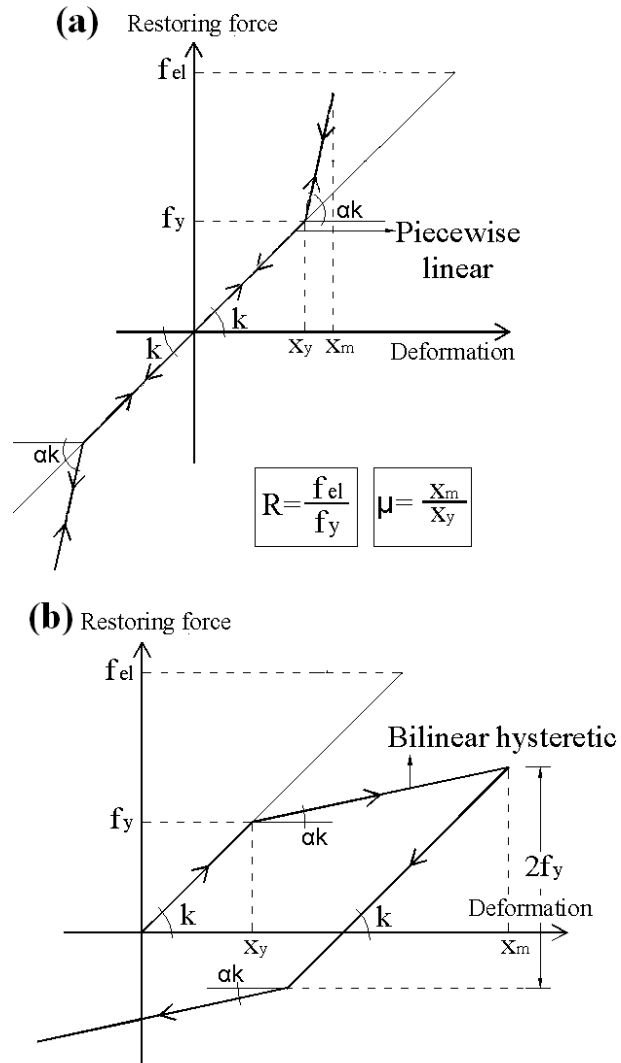 (a) Restoring force
fel
fy
αk
Piecewise
linear
k
k
xy
xm
Deformation
αk
R=fel/fy
μ=xm/xy
(b) Restoring force
fel
Bilinear hysteretic
fy
αk
2fy
k
k
Deformation
xy
xm
αk